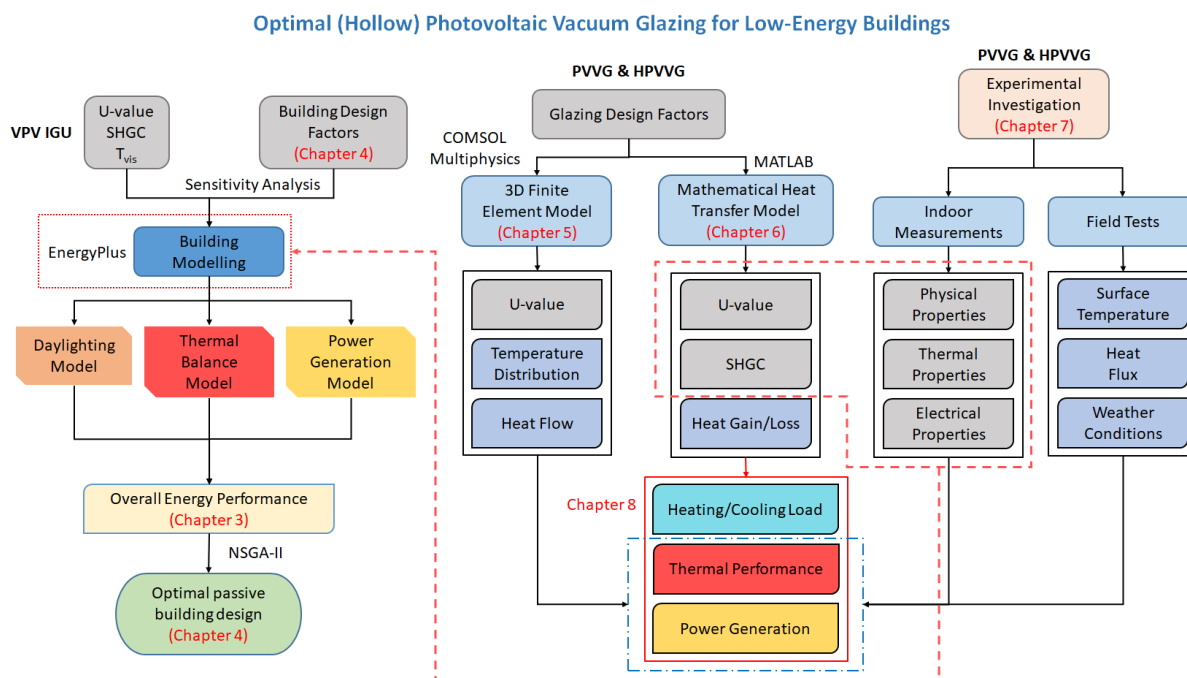 Optimal (Hollow) Photovoltaic Vacuum Glazing for Low-Energy Buildings
VPV IGU
U-value
SHGC
Tvis
Building Design
Factors
(Chapter 4)
Sensitivity Analysis
EnergyPlus
Building
Modelling
Daylighting
Model
Thermal
Balance
Model
Power
Generation
Model
Overall Energy Performance
(Chapter 3)
NSGA-II
Optimal passive
building design
(Chapter 4)
PVVG & HPVVG
Glazing Design Factors
COMSOL
Multiphysics
MATLAB
3D Finite
Element Model
(Chapter 5)
Mathematical Heat
Transfer Model
(Chapter 6)
U-value
Temperature
Distribution
Heat Flow
U-value
SHGC
Heat Gain/Loss
PVVG & HPVVG
Experimental
Investigation
(Chapter 7)
Indoor
Measurements
Field Tests
Physical
Properties
Thermal
Properties
Electrical
Properties
Surface
Temperature
Heat
Flux
Weather
Conditions
Chapter 8
Heating/Cooling Load
Thermal Performance
Power Generation